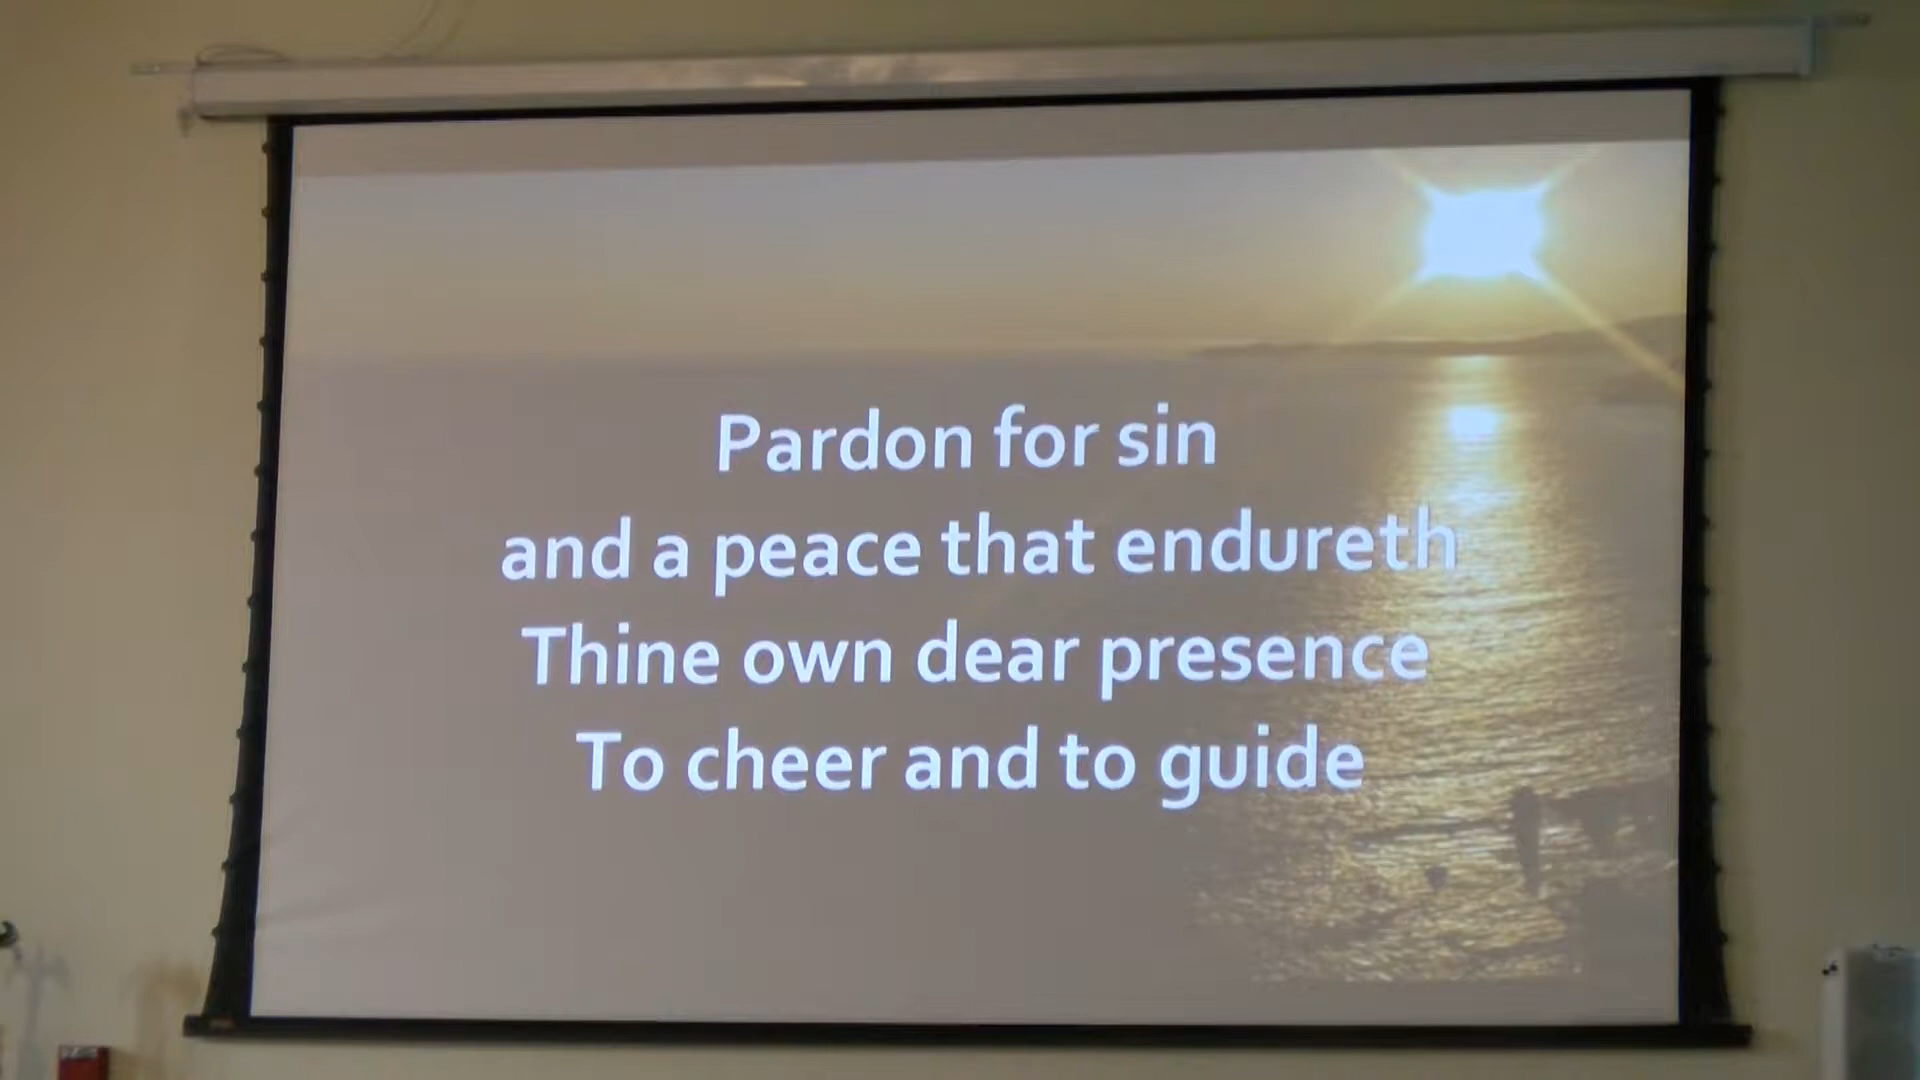 Pardon for sin
and a peace that endureth
Thine own dear presence
To cheer and to guide